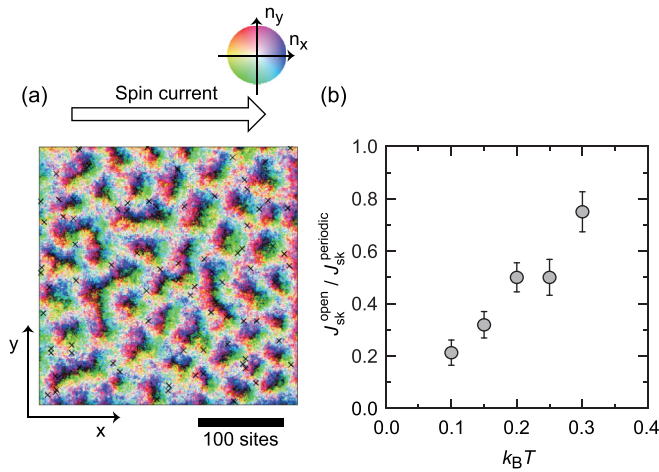 n_y
n_x
(a)
Spin current
(b)
y
x
100 sites
J_sk^open / J_sk^periodic
1.0
0.8
0.6
0.4
0.2
0.0
0.0 0.1 0.2 0.3 0.4
k_BT